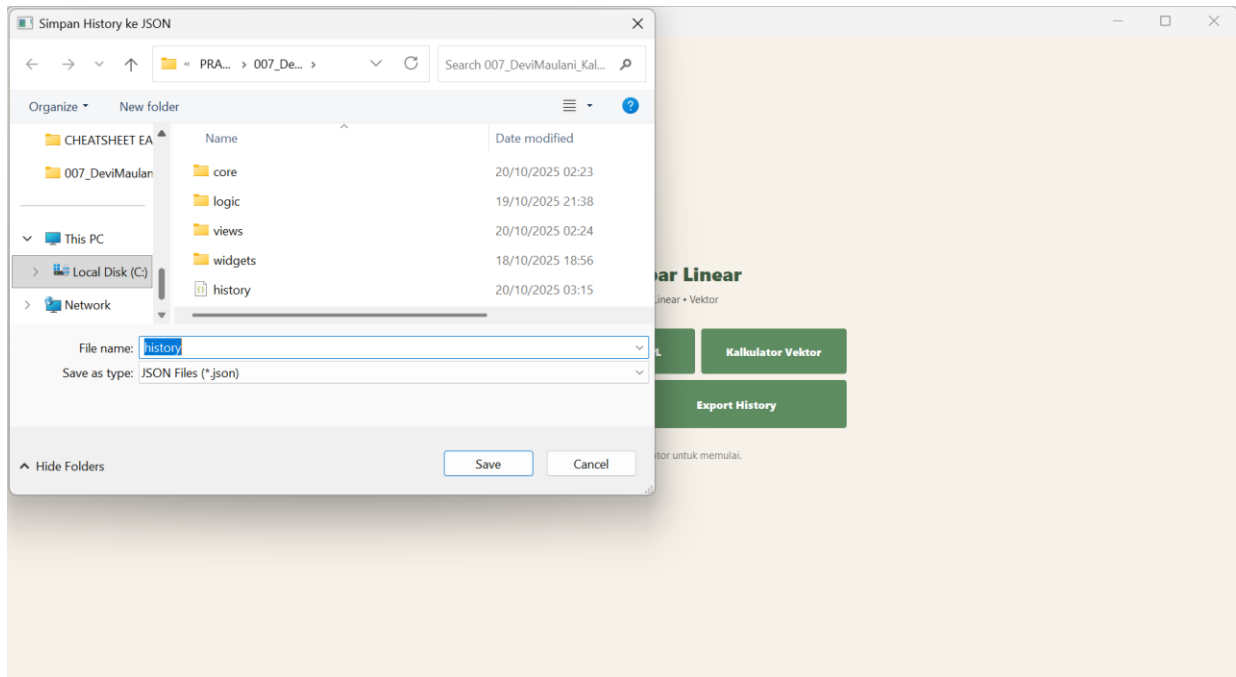 Simpan History ke JSON
« PRA... > 007_De... >
Search 007_DeviMaulani_Kal...
Organize
New folder
Name
Date modified
CHEATSHEET EA
007_DeviMaulan
This PC
Local Disk (C:)
Network
core 20/10/2025 02:23
logic 19/10/2025 21:38
views 20/10/2025 02:24
widgets 18/10/2025 18:56
history 20/10/2025 03:15
File name: history
Save as type: JSON Files (*.json)
Hide Folders
Save
Cancel
bar Linear
Linear • Vektor
L
Kalkulator Vektor
Export History
tor untuk memulai.